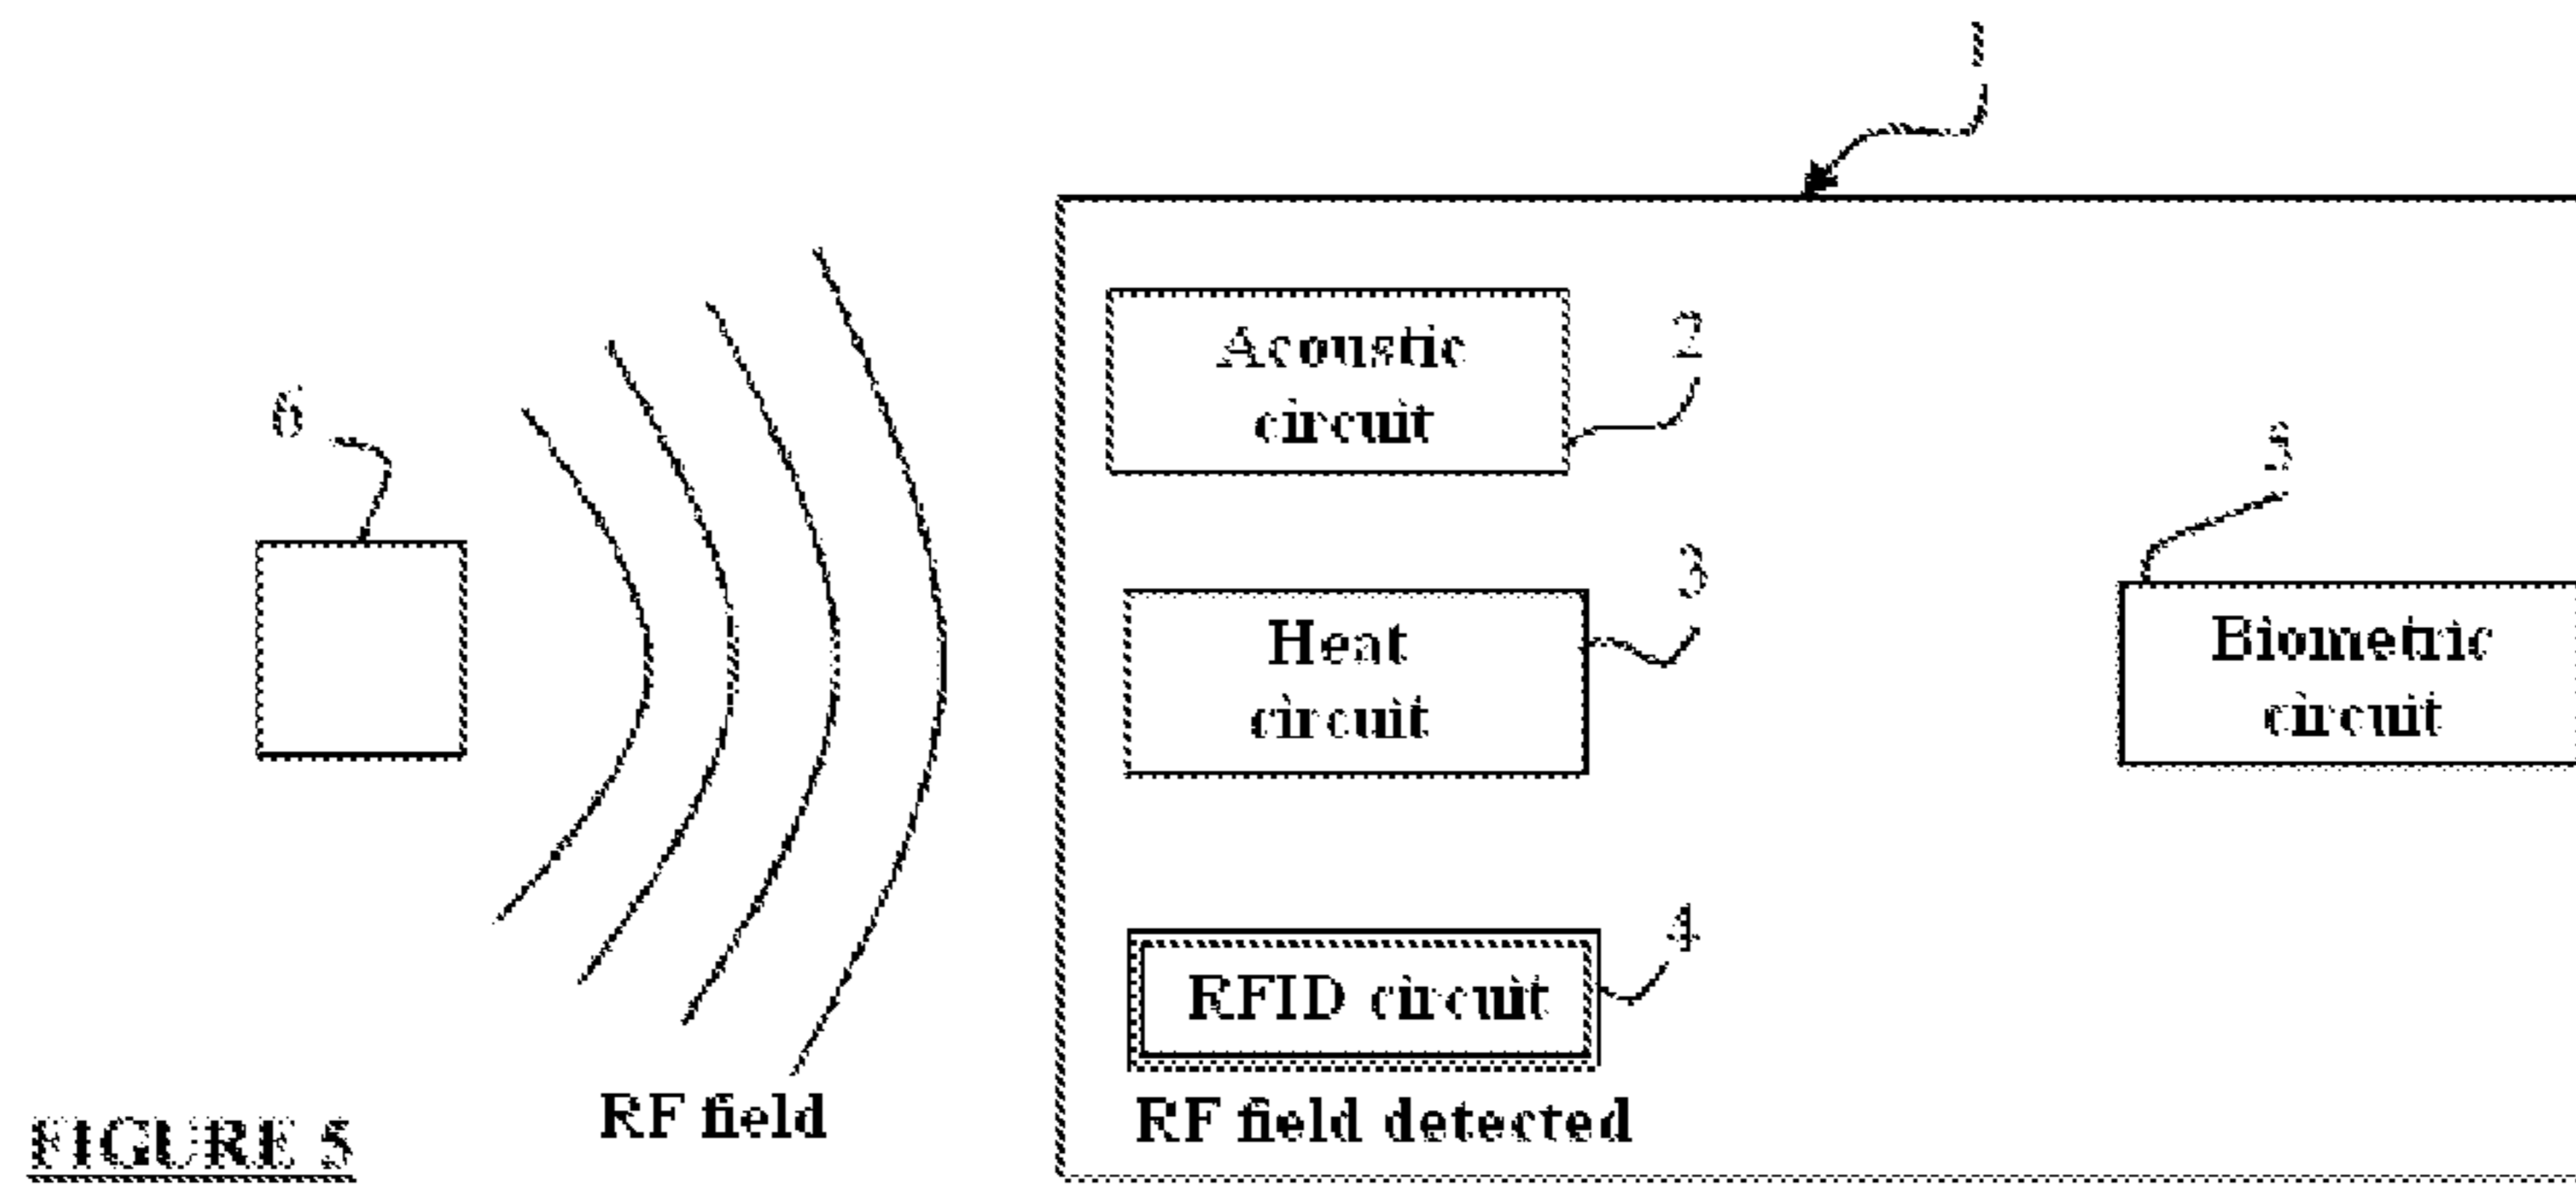 1
Acoustic
circuit
2
6
5
Heat
circuit
3
Biometric
circuit
RFID circuit
4
RF field
RF field detected
FIGURE 5